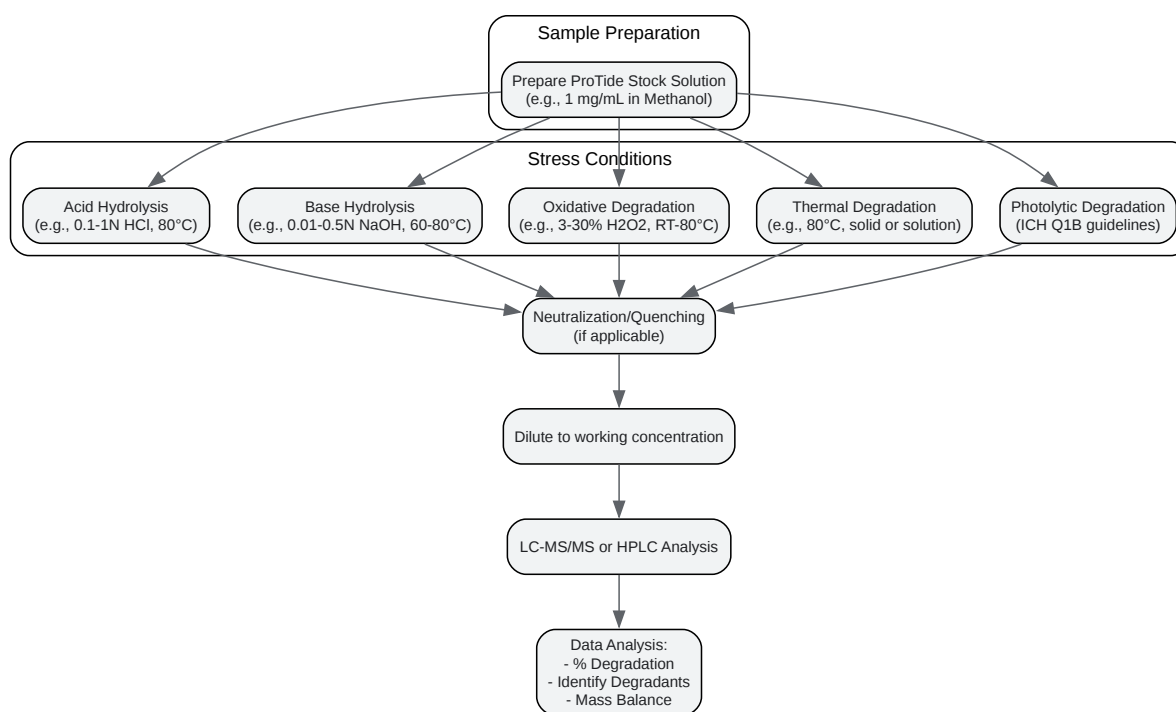 Sample Preparation
Prepare ProTide Stock Solution
(e.g., 1 mg/mL in Methanol)
Stress Conditions
Acid Hydrolysis
(e.g., 0.1-1N HCl, 80°C)
Base Hydrolysis
(e.g., 0.01-0.5N NaOH, 60-80°C)
Oxidative Degradation
(e.g., 3-30% H2O2, RT-80°C)
Thermal Degradation
(e.g., 80°C, solid or solution)
Photolytic Degradation
(ICH Q1B guidelines)
Neutralization/Quenching
(if applicable)
Dilute to working concentration
LC-MS/MS or HPLC Analysis
Data Analysis:
- % Degradation
- Identify Degradants
- Mass Balance